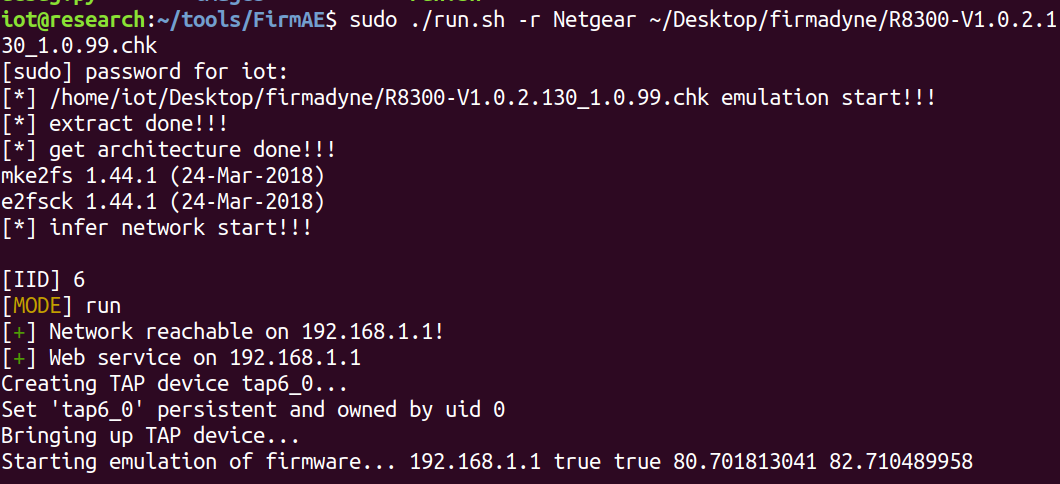 iot@research:~/tools/FirmAE$ sudo ./run.sh -r Netgear ~/Desktop/firmadyne/R8300-V1.0.2.1
30_1.0.99.chk
[sudo] password for iot:
[*] /home/iot/Desktop/firmadyne/R8300-V1.0.2.130_1.0.99.chk emulation start!!!
[*] extract done!!!
[*] get architecture done!!!
mke2fs 1.44.1 (24-Mar-2018)
e2fsck 1.44.1 (24-Mar-2018)
[*] infer network start!!!

[IID] 6
[MODE] run
[+] Network reachable on 192.168.1.1!
[+] Web service on 192.168.1.1
Creating TAP device tap6_0...
Set 'tap6_0' persistent and owned by uid 0
Bringing up TAP device...
Starting emulation of firmware... 192.168.1.1 true true 80.701813041 82.710489958